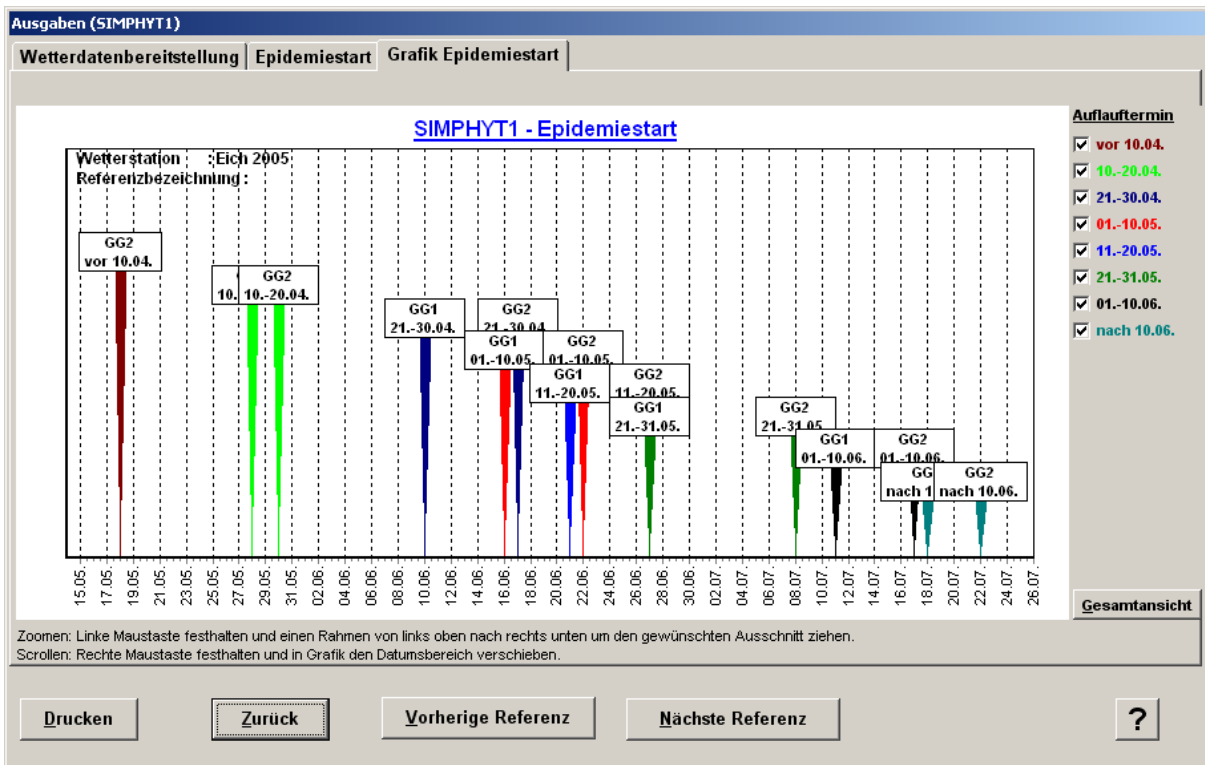 Ausgaben (SIMPHYT1)
Wetterdatenbereitstellung
Epidemiestart
Grafik Epidemiestart
SIMPHYT1 - Epidemiestart
Wetterstation :Eich 2005
Referenzbezeichnung :
GG2
vor 10.04.
10.
GG2
10.-20.04.
GG1
21.-30.04.
GG2
21.-30.04
GG1
01.-10.05.
GG2
01.-10.05.
GG1
11.-20.05.
GG2
11.-20.05.
GG1
21.-31.05.
GG2
21.-31.05.
GG1
01.-10.06.
GG2
01.-10.06.
GG
nach 1
GG2
nach 10.06.
15.05.
17.05.
19.05.
21.05.
23.05.
25.05.
27.05.
29.05.
31.05.
02.06.
04.06.
06.06.
08.06.
10.06.
12.06.
14.06.
16.06.
18.06.
20.06.
22.06.
24.06.
26.06.
28.06.
30.06.
02.07.
04.07.
06.07.
08.07.
10.07.
12.07.
14.07.
16.07.
18.07.
20.07.
22.07.
24.07.
26.07.
Auflauftermin
vor 10.04.
10.-20.04.
21.-30.04.
01.-10.05.
11.-20.05.
21.-31.05.
01.-10.06.
nach 10.06.
Gesamtansicht
Zoomen: Linke Maustaste festhalten und einen Rahmen von links oben nach rechts unten um den gewünschten Ausschnitt ziehen.
Scrollen: Rechte Maustaste festhalten und in Grafik den Datumsbereich verschieben.
Drucken
Zurück
Vorherige Referenz
Nächste Referenz
?